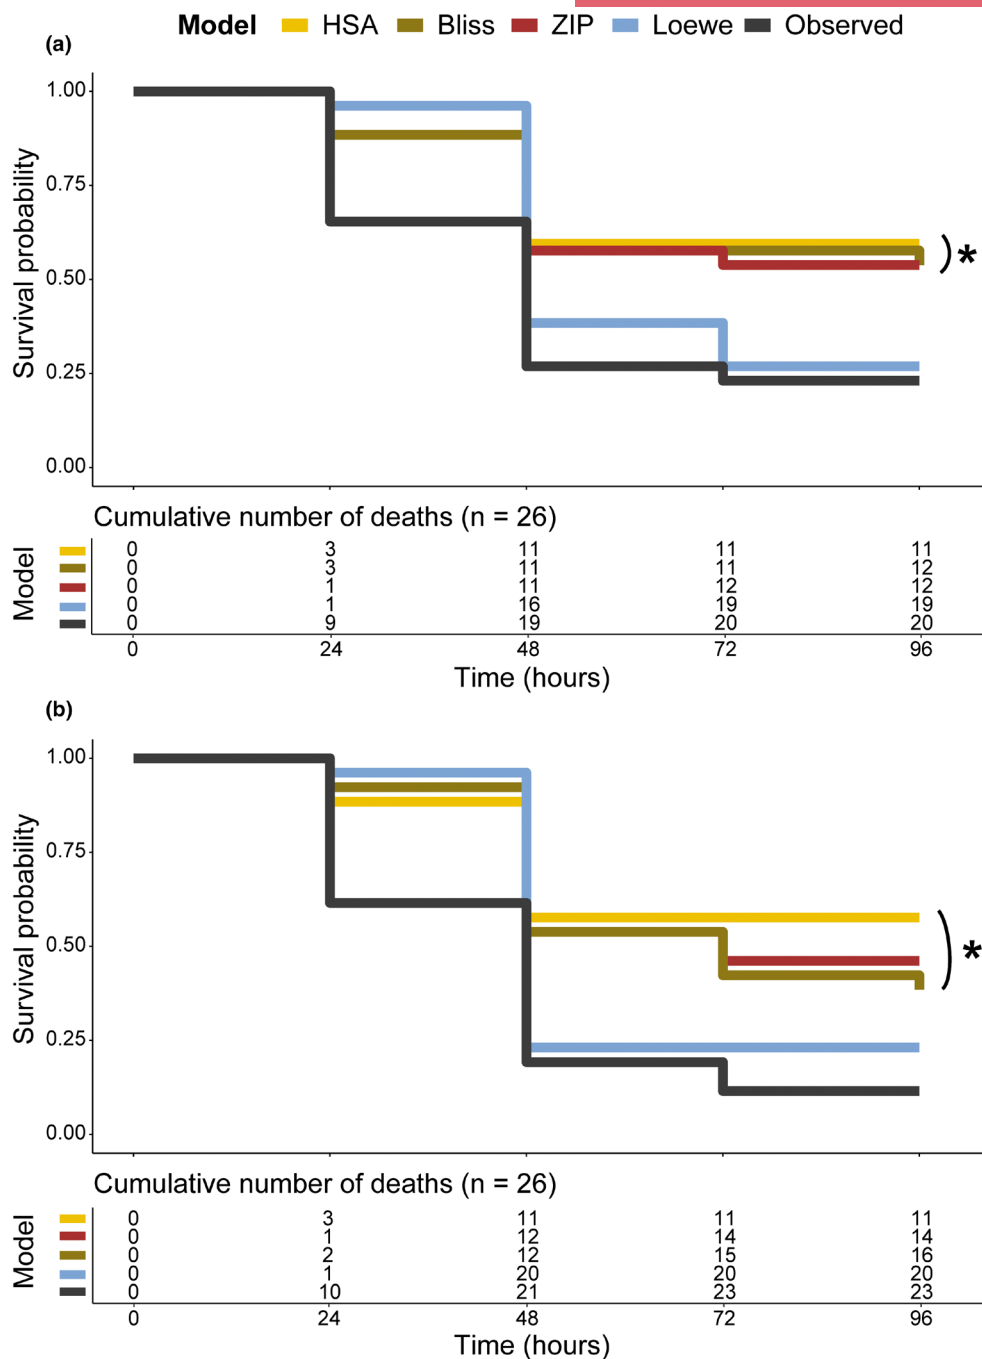 Model HSA Bliss ZIP Loewe Observed
(a)
Survival probability
1.00
0.75
0.50
0.25
0.00
*
Cumulative number of deaths (n = 26)
Model
0 3 11 11 11
0 3 11 11 12
0 1 11 12 12
0 1 16 19 19
0 9 19 20 20
0 24 48 72 96
Time (hours)
(b)
Survival probability
1.00
0.75
0.50
0.25
0.00
*
Cumulative number of deaths (n = 26)
Model
0 3 11 11 11
0 1 12 14 14
0 2 12 15 16
0 1 20 20 20
0 10 21 23 23
0 24 48 72 96
Time (hours)